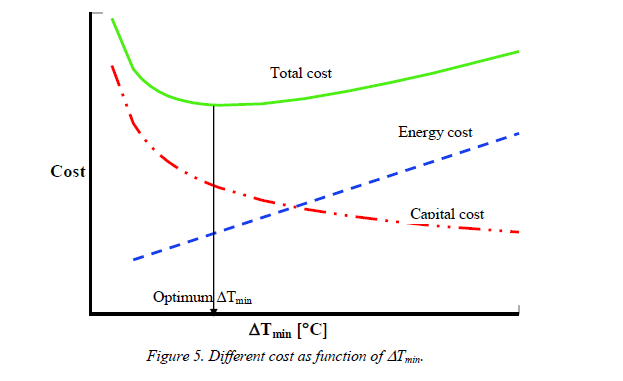 Total cost
Energy cost
Cost
Capital cost
Optimum ΔTmin
ΔTmin [°C]
Figure 5. Different cost as function of ΔTmin.